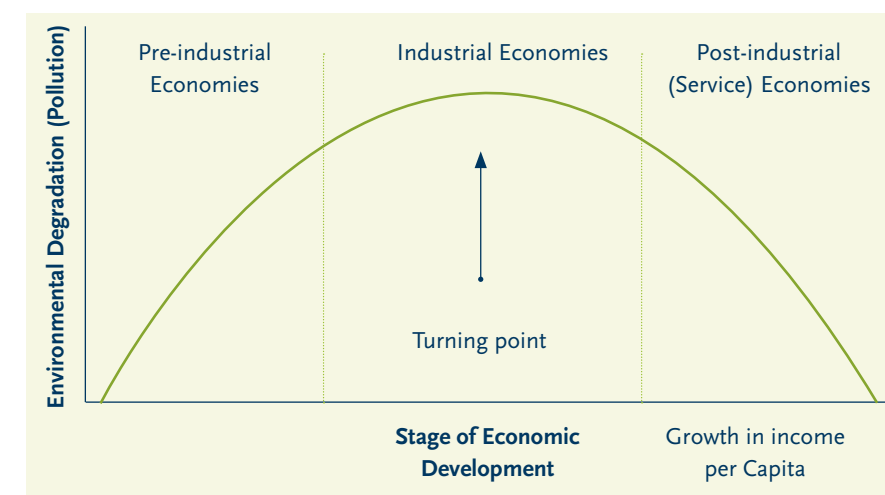 Environmental Degradation (Pollution)
Pre-industrial
Economies
Industrial Economies
Post-industrial
(Service) Economies
Turning point
Stage of Economic
Development
Growth in income
per Capita